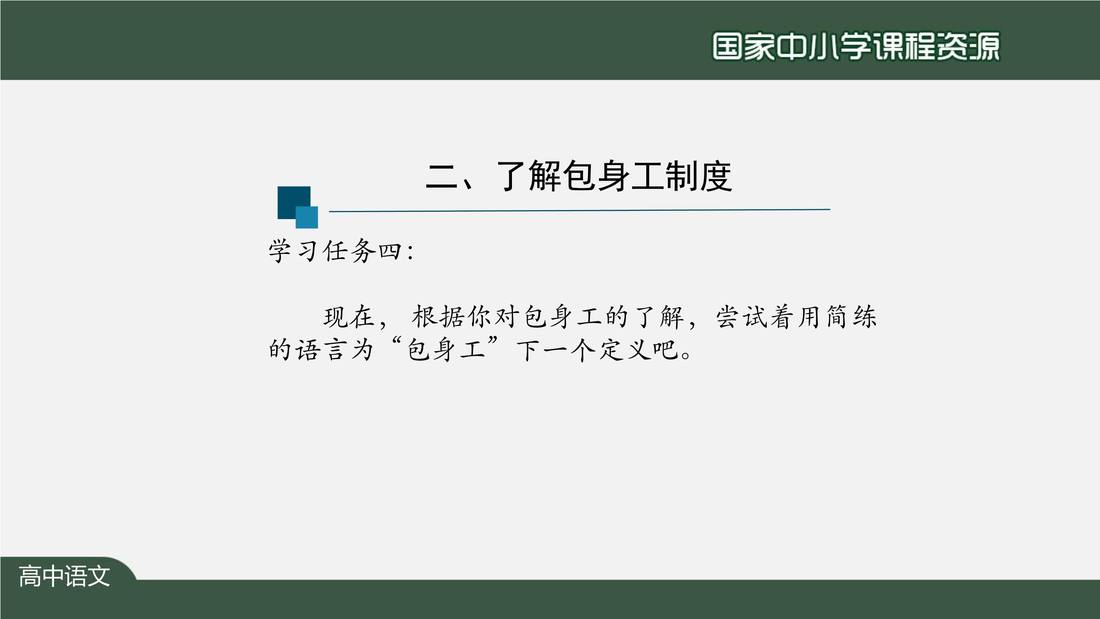 国家中小学课程资源
二、了解包身工制度
学习任务四：
现在， 根据你对包身工的了解，尝试着用简练
的语言为“包身工”下一个定义吧。
高中语文